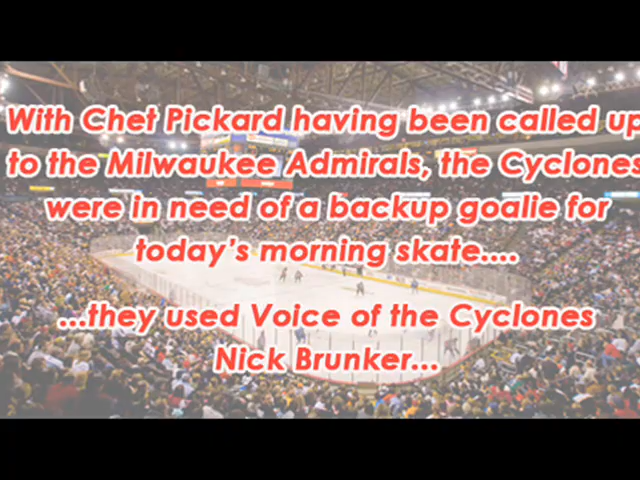 With Chet Pickard having been called up
to the Milwaukee Admirals, the Cyclones
were in need of a backup goalie for
today's morning skate....
...they used Voice of the Cyclones
Nick Brunker...